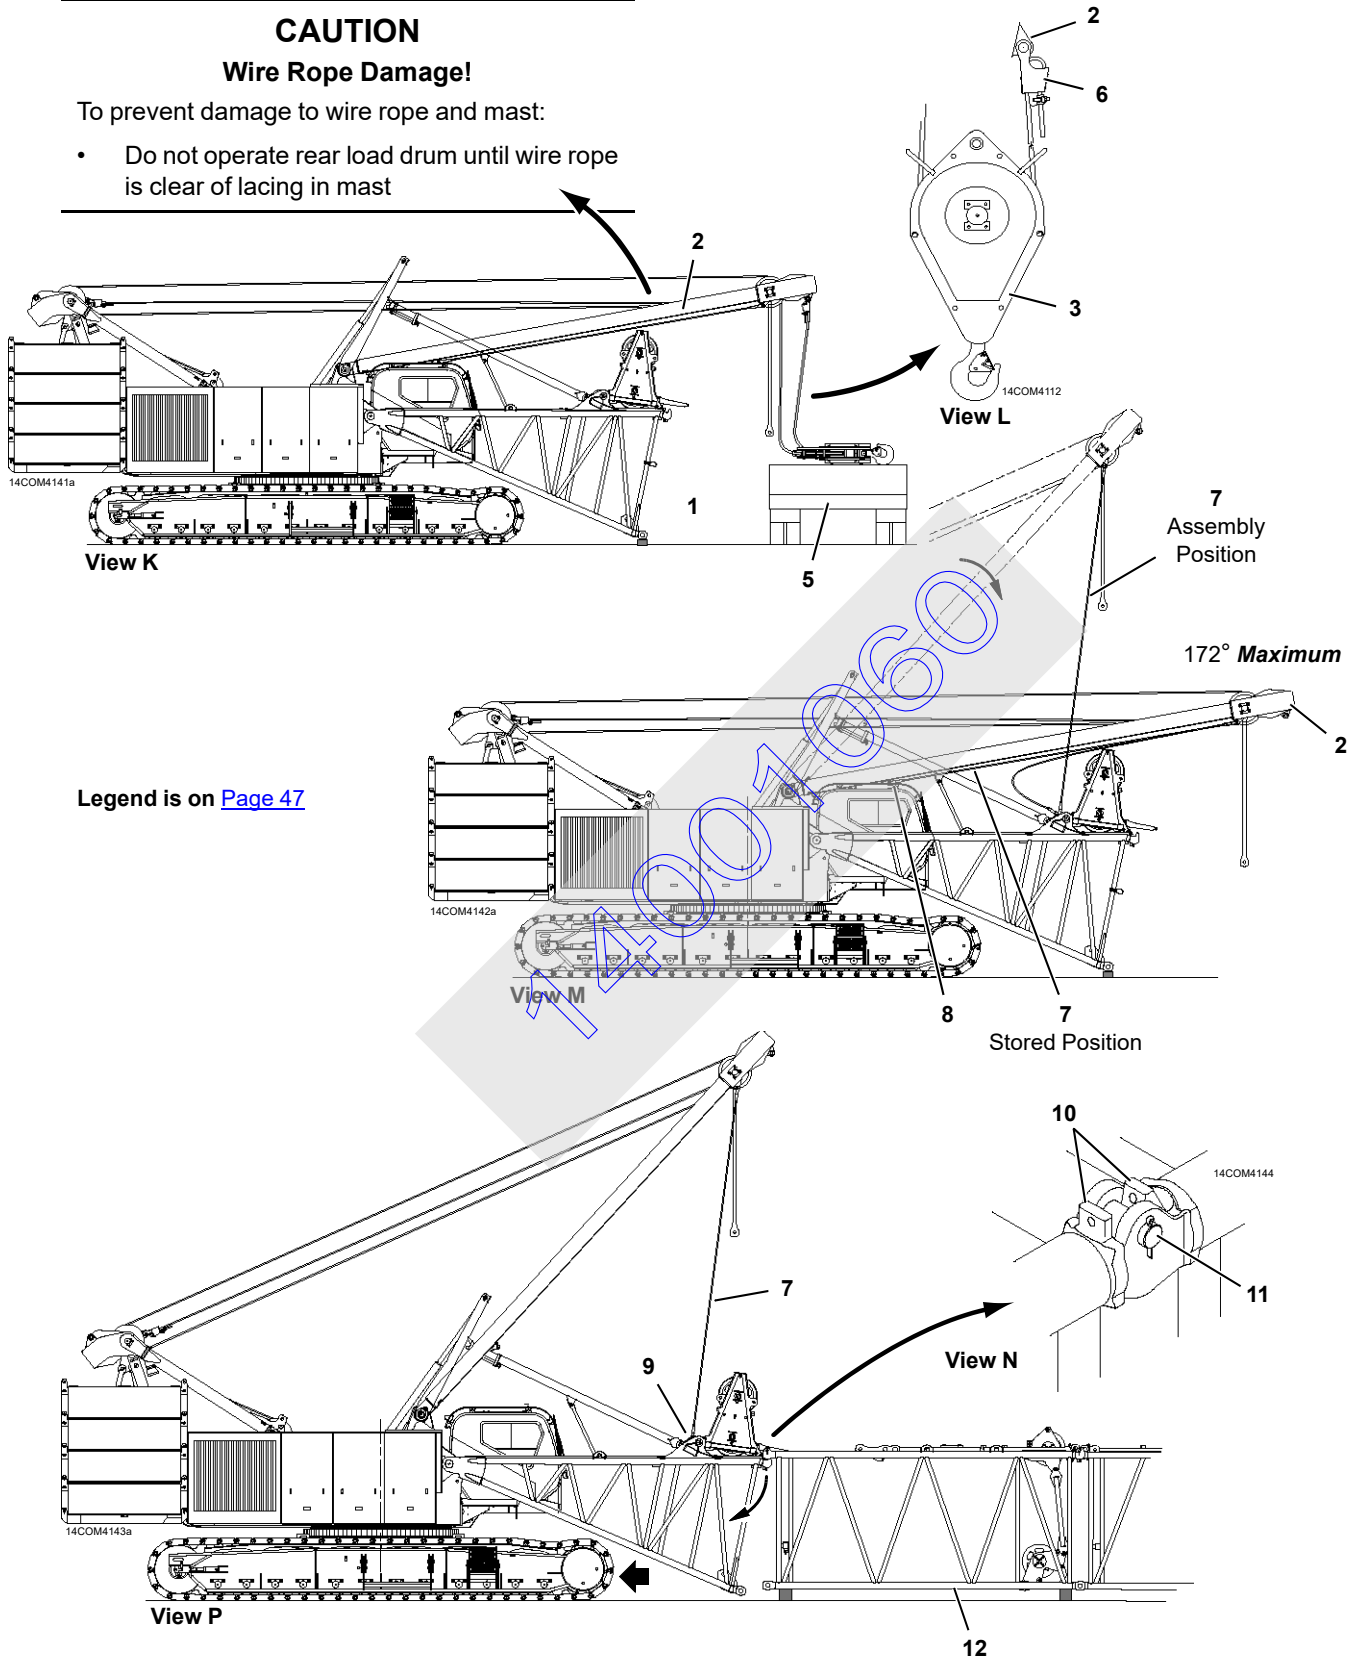 CAUTION
Wire Rope Damage!
To prevent damage to wire rope and mast:
• Do not operate rear load drum until wire rope
is clear of lacing in mast
2
6
3
14COM4112
View L
2
14COM4141a
1
5
View K
7
Assembly
Position
172° Maximum
2
Legend is on Page 47
14COM4142a
View M
8
7
Stored Position
14001060
10
14COM4144
11
View N
7
9
14COM4143a
View P
12